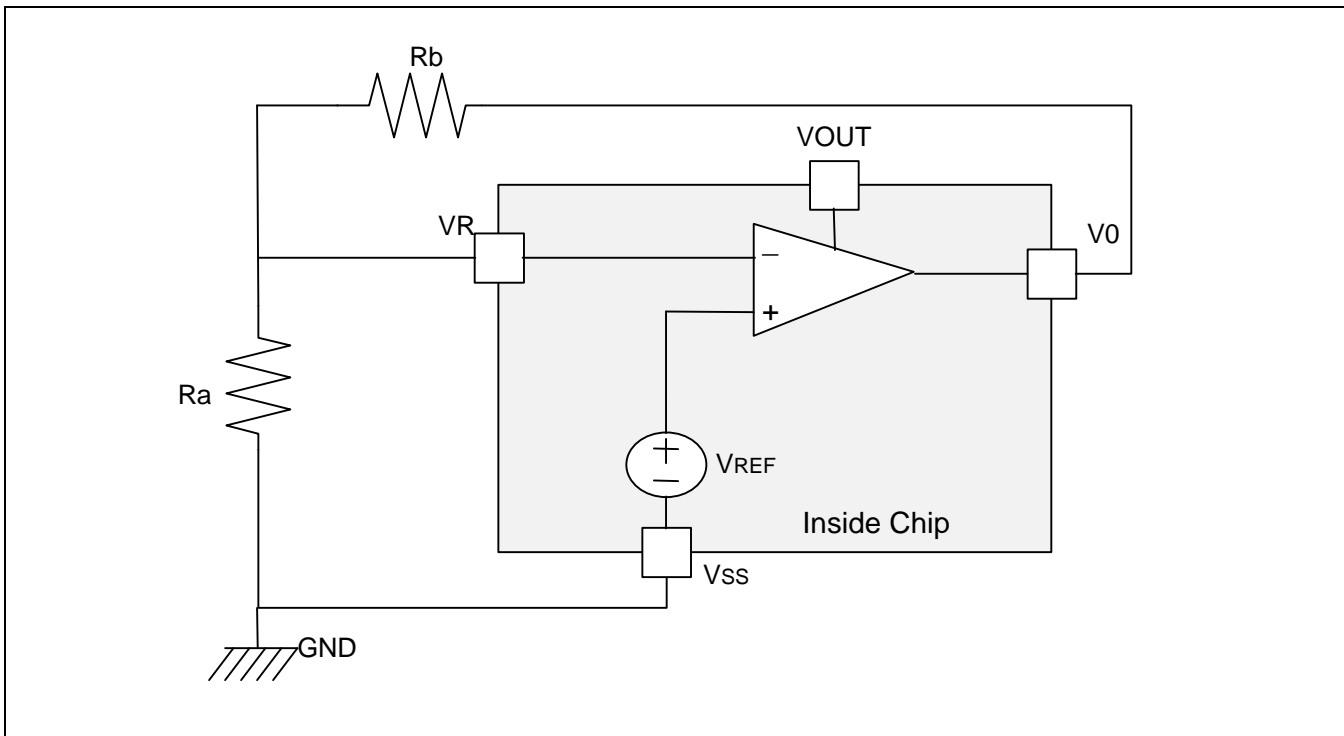 Rb
VOUT
VR
V0
−
+
Ra
+
−
VREF
Inside Chip
VSS
GND